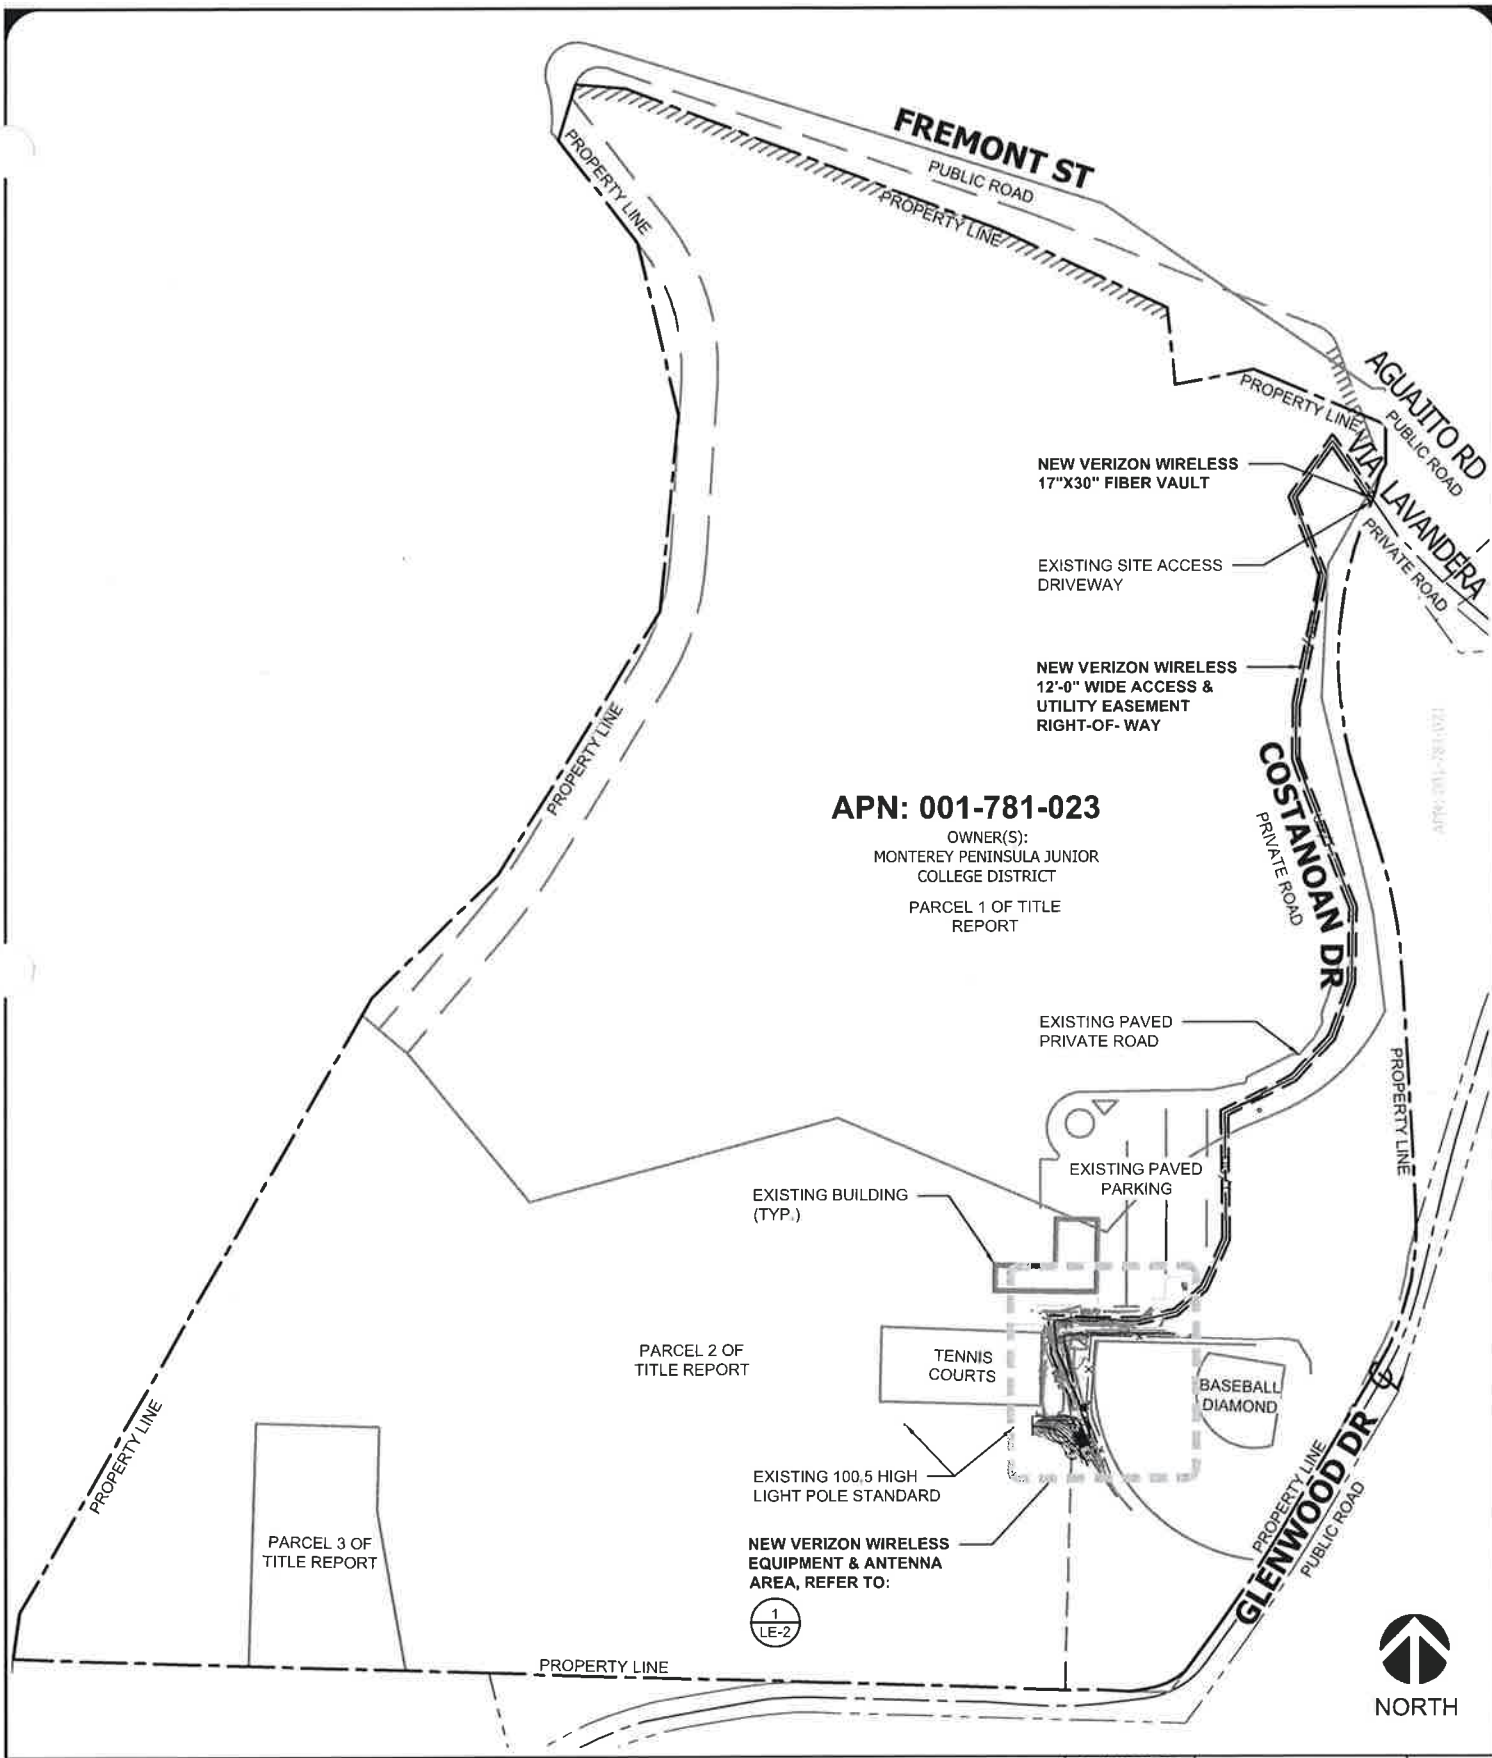 FREMONT ST
PUBLIC ROAD
PROPERTY LINE
PROPERTY LINE
AGUAJITO RD
PUBLIC ROAD
PROPERTY LINE
VIA LAVANDERA
PRIVATE ROAD
NEW VERIZON WIRELESS
17"X30" FIBER VAULT
EXISTING SITE ACCESS
DRIVEWAY
NEW VERIZON WIRELESS
12'-0" WIDE ACCESS &
UTILITY EASEMENT
RIGHT-OF- WAY
PROPERTY LINE
COSTANOAN DR
PRIVATE ROAD
APN: 001-781-023
OWNER(S):
MONTEREY PENINSULA JUNIOR
COLLEGE DISTRICT
PARCEL 1 OF TITLE
REPORT
EXISTING PAVED
PRIVATE ROAD
PROPERTY LINE
EXISTING PAVED
PARKING
EXISTING BUILDING
(TYP.)
PARCEL 2 OF
TITLE REPORT
TENNIS
COURTS
BASEBALL
DIAMOND
PROPERTY LINE
EXISTING 100.5 HIGH
LIGHT POLE STANDARD
PROPERTY LINE
GLENWOOD DR
PUBLIC ROAD
PARCEL 3 OF
TITLE REPORT
NEW VERIZON WIRELESS
EQUIPMENT & ANTENNA
AREA, REFER TO:
1
LE-2
PROPERTY LINE
NORTH